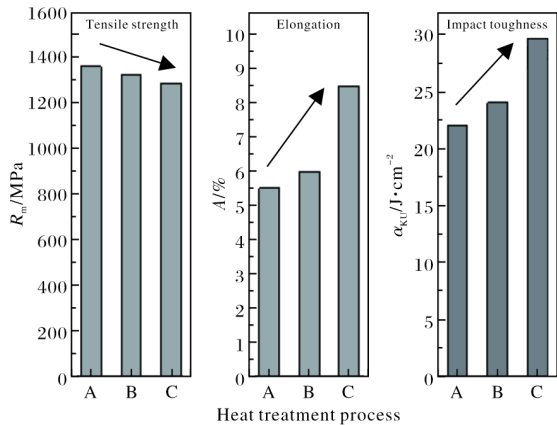 Tensile strength
1600
1400
1200
1000
800
600
400
200
0
R_m/MPa
A B C
Elongation
10
9
8
7
6
5
4
3
2
1
0
A/%
A B C
Impact toughness
30
25
20
15
10
5
0
α_KU/J·cm⁻²
A B C
Heat treatment process